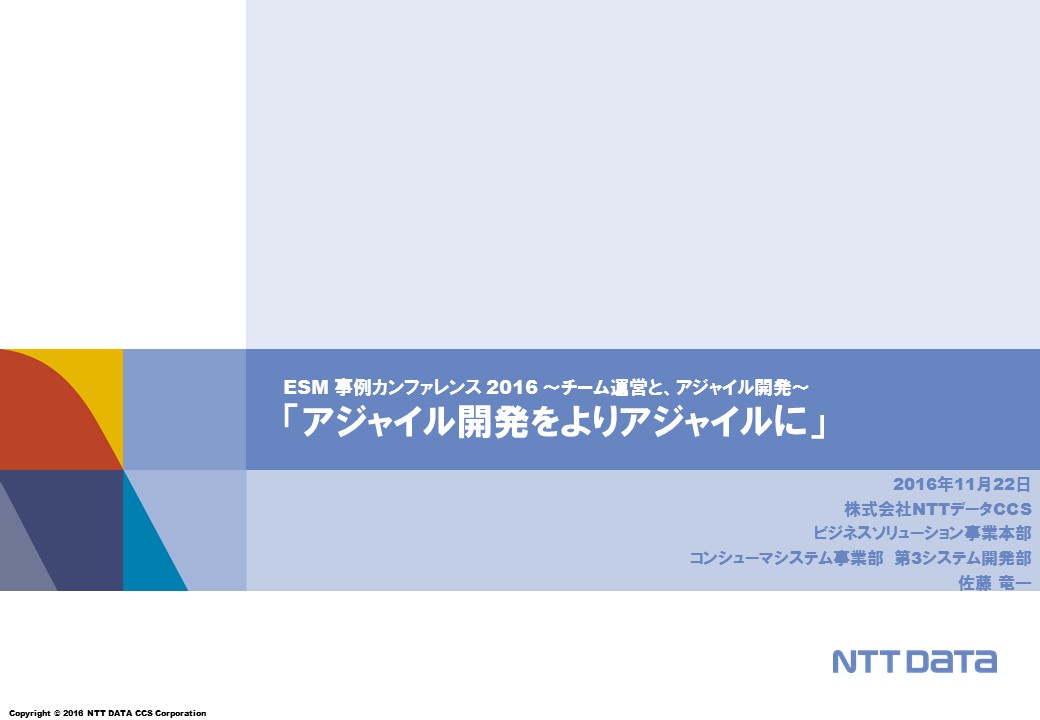 ESM 事例カンファレンス 2016 ～チーム運営と、アジャイル開発～
「アジャイル開発をよりアジャイルに」
2016年11月22日
株式会社NTTデータCCS
ビジネスソリューション事業本部
コンシューマシステム事業部 第3システム開発部
佐藤 竜一
NTT DATA
Copyright © 2016 NTT DATA CCS Corporation